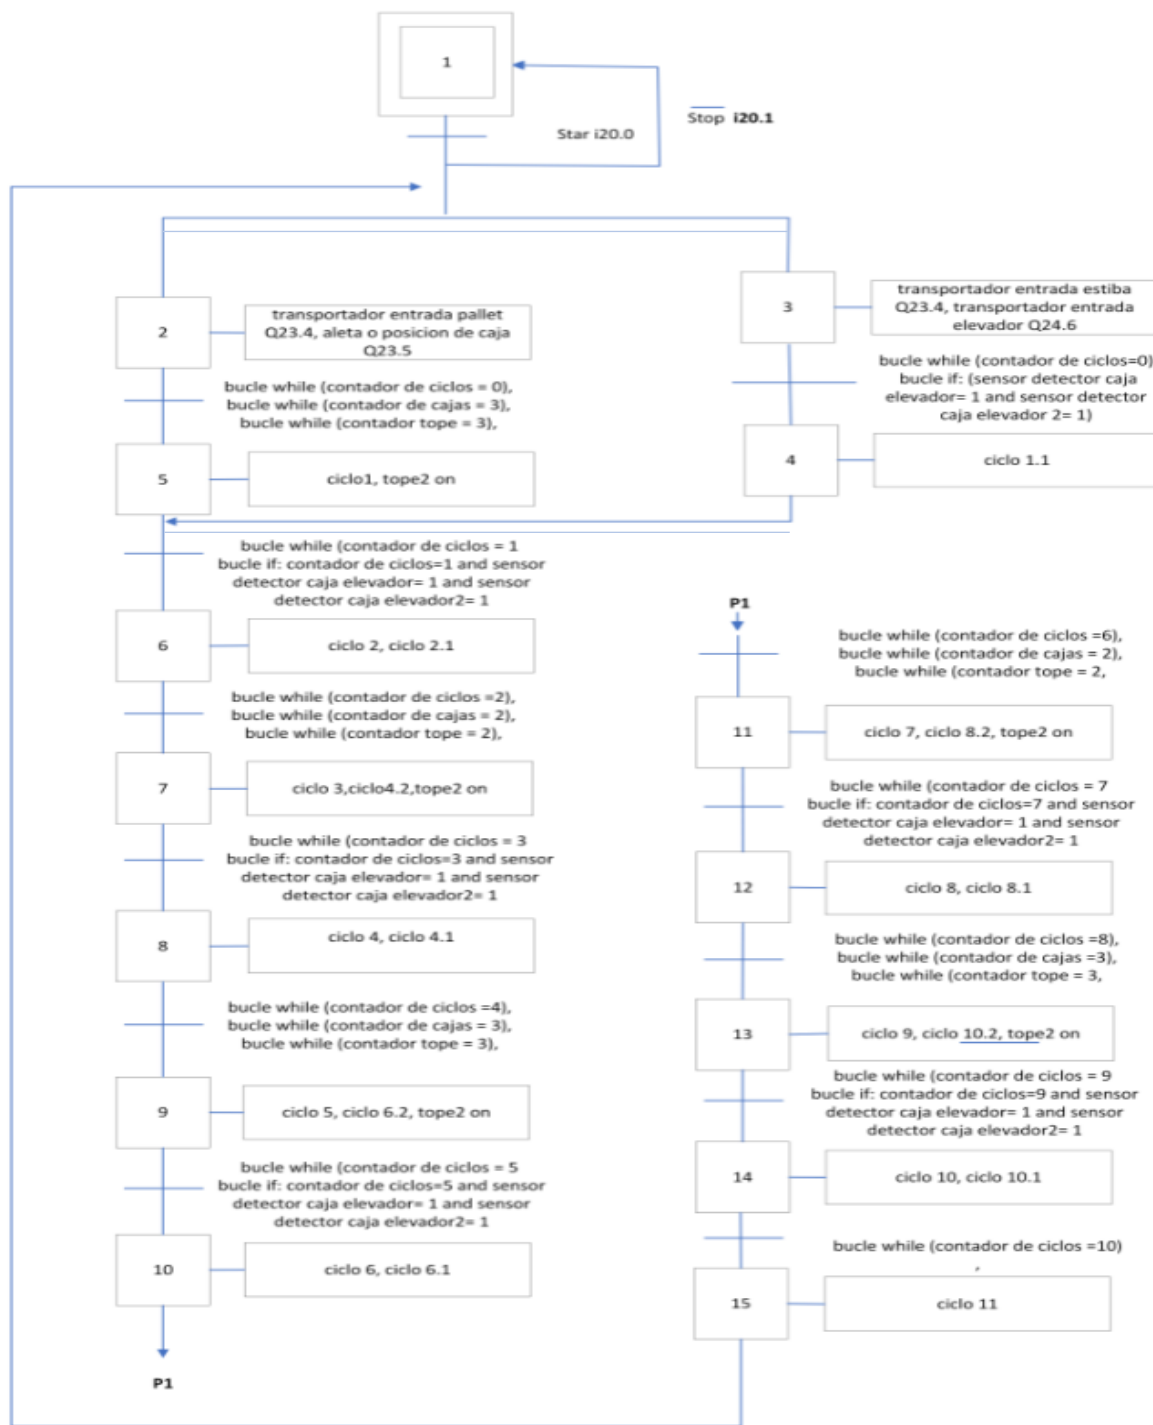 1
Star i20.0
Stop i20.1
2
transportador entrada pallet
Q23.4, aleta o posicion de caja
Q23.5
3
transportador entrada estiba
Q23.4, transportador entrada
elevador Q24.6
bucle while (contador de ciclos = 0),
bucle while (contador de cajas = 3),
bucle while (contador tope = 3),
bucle while (contador de ciclos=0)
bucle if: (sensor detector caja
elevador= 1 and sensor detector
caja elevador 2= 1)
5
ciclo1, tope2 on
4
ciclo 1.1
bucle while (contador de ciclos = 1
bucle if: contador de ciclos=1 and sensor
detector caja elevador= 1 and sensor
detector caja elevador2= 1
6
ciclo 2, ciclo 2.1
bucle while (contador de ciclos =2),
bucle while (contador de cajas = 2),
bucle while (contador tope = 2),
7
ciclo 3,ciclo4.2,tope2 on
bucle while (contador de ciclos = 3
bucle if: contador de ciclos=3 and sensor
detector caja elevador= 1 and sensor
detector caja elevador2= 1
8
ciclo 4, ciclo 4.1
bucle while (contador de ciclos =4),
bucle while (contador de cajas = 3),
bucle while (contador tope = 3),
9
ciclo 5, ciclo 6.2, tope2 on
bucle while (contador de ciclos = 5
bucle if: contador de ciclos=5 and sensor
detector caja elevador= 1 and sensor
detector caja elevador2= 1
10
ciclo 6, ciclo 6.1
P1
P1
bucle while (contador de ciclos =6),
bucle while (contador de cajas = 2),
bucle while (contador tope = 2,
11
ciclo 7, ciclo 8.2, tope2 on
bucle while (contador de ciclos = 7
bucle if: contador de ciclos=7 and sensor
detector caja elevador= 1 and sensor
detector caja elevador2= 1
12
ciclo 8, ciclo 8.1
bucle while (contador de ciclos =8),
bucle while (contador de cajas =3),
bucle while (contador tope = 3,
13
ciclo 9, ciclo 10.2, tope2 on
bucle while (contador de ciclos = 9
bucle if: contador de ciclos=9 and sensor
detector caja elevador= 1 and sensor
detector caja elevador2= 1
14
ciclo 10, ciclo 10.1
bucle while (contador de ciclos =10)
,
15
ciclo 11